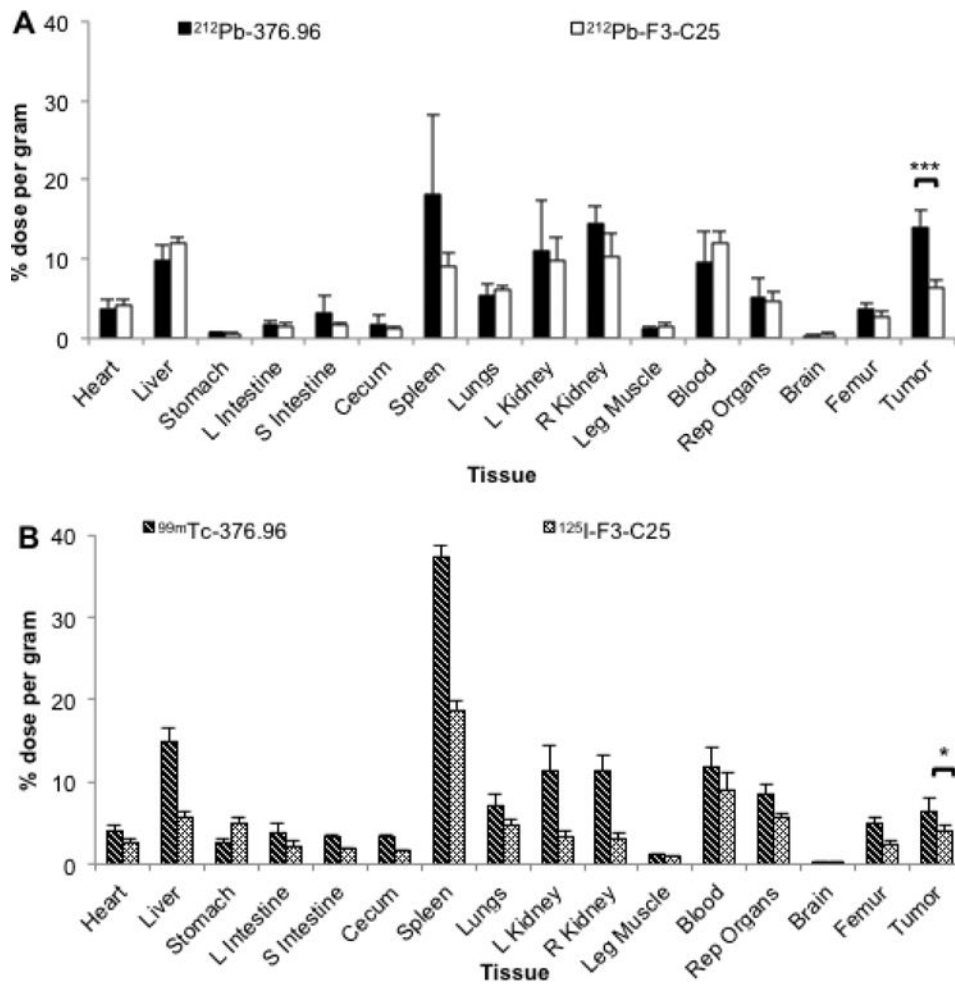 A
212Pb-376.96
212Pb-F3-C25
% dose per gram
40
30
20
10
0
***
Heart
Liver
Stomach
L Intestine
S Intestine
Cecum
Spleen
Lungs
L Kidney
R Kidney
Leg Muscle
Blood
Rep Organs
Brain
Femur
Tumor
Tissue
B
99mTc-376.96
125I-F3-C25
% dose per gram
40
30
20
10
0
*
Heart
Liver
Stomach
L Intestine
S Intestine
Cecum
Spleen
Lungs
L Kidney
R Kidney
Leg Muscle
Blood
Rep Organs
Brain
Femur
Tumor
Tissue